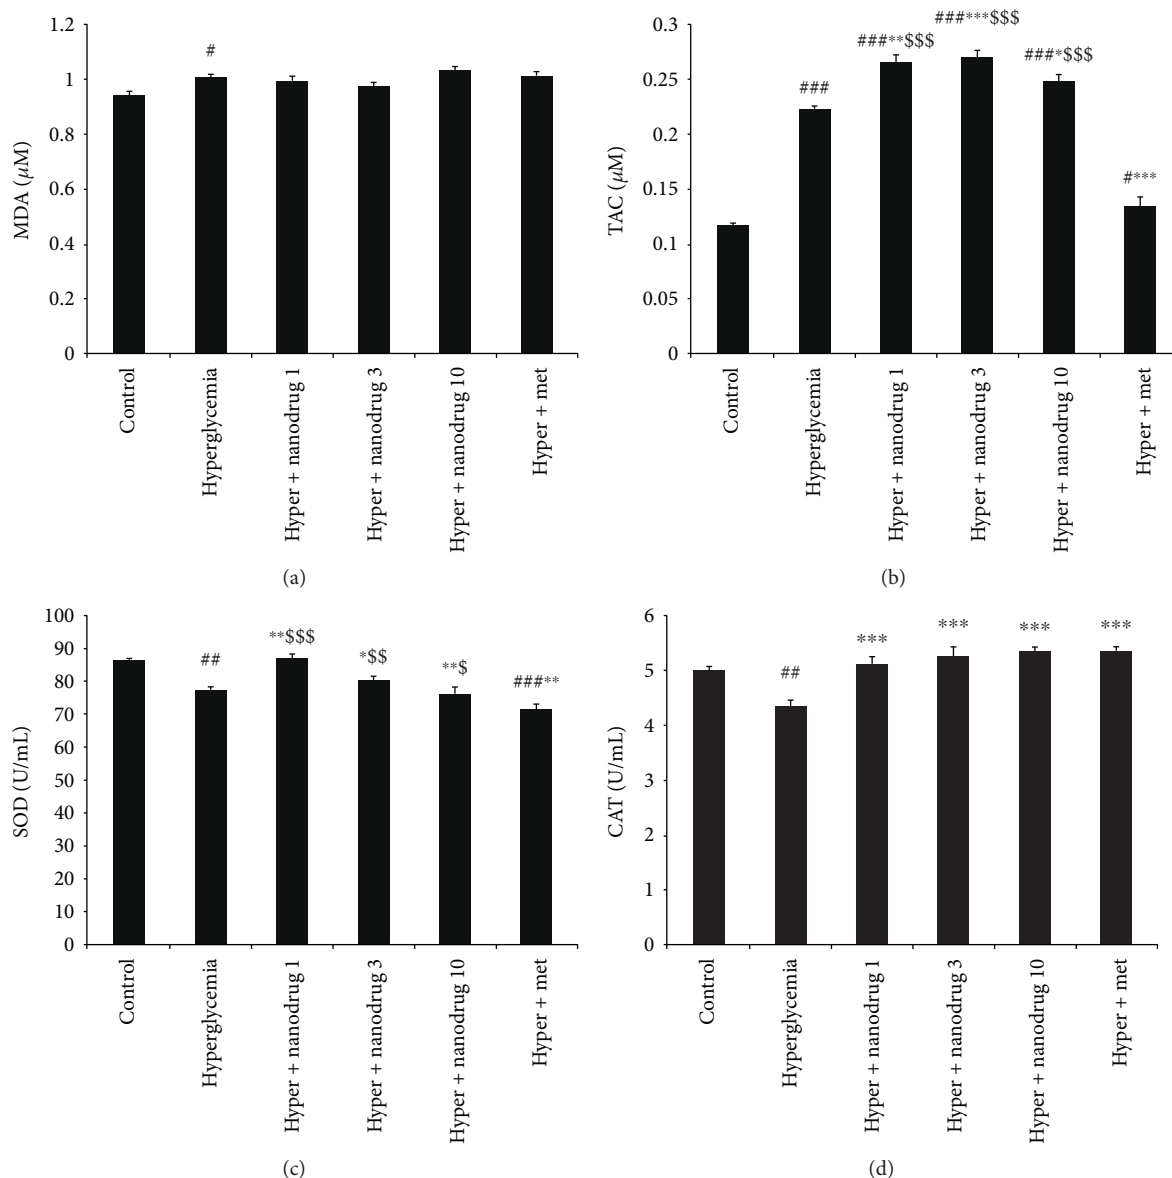 1.2
1
0.8
0.6
0.4
0.2
0
MDA (μM)
#
Control
Hyperglycemia
Hyper + nanodrug 1
Hyper + nanodrug 3
Hyper + nanodrug 10
Hyper + met
(a)
0.3
0.25
0.2
0.15
0.1
0.05
0
TAC (μM)
###
###**$$$
###***$$$
###*$$$
#***
Control
Hyperglycemia
Hyper + nanodrug 1
Hyper + nanodrug 3
Hyper + nanodrug 10
Hyper + met
(b)
100
90
80
70
60
50
40
30
20
10
0
SOD (U/mL)
##
**$$$
*$$
**$
###**
Control
Hyperglycemia
Hyper + nanodrug 1
Hyper + nanodrug 3
Hyper + nanodrug 10
Hyper + met
(c)
6
5
4
3
2
1
0
CAT (U/mL)
##
***
***
***
***
Control
Hyperglycemia
Hyper + nanodrug 1
Hyper + nanodrug 3
Hyper + nanodrug 10
Hyper + met
(d)